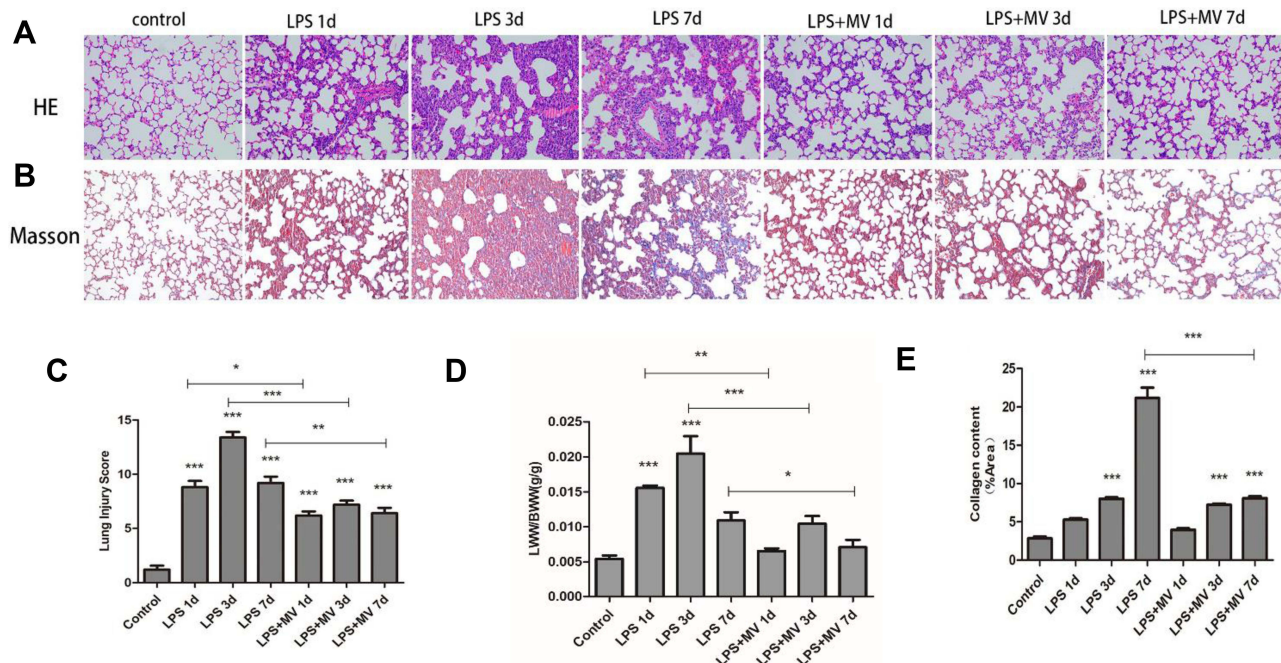 control LPS 1d LPS 3d LPS 7d LPS+MV 1d LPS+MV 3d LPS+MV 7d
A
HE
B
Masson
C
*
***
**
***
***
***
***
***
***
Lung Injury Score
15
10
5
0
Control LPS 1d LPS 3d LPS 7d LPS+MV 1d LPS+MV 3d LPS+MV 7d
D
**
***
*
***
***
LWW/BWW(g/g)
0.025
0.020
0.015
0.010
0.005
0.000
Control LPS 1d LPS 3d LPS 7d LPS+MV 1d LPS+MV 3d LPS+MV 7d
E
***
***
***
***
***
Collagen content
(%Area)
25
20
15
10
5
0
Control LPS 1d LPS 3d LPS 7d LPS+MV 1d LPS+MV 3d LPS+MV 7d